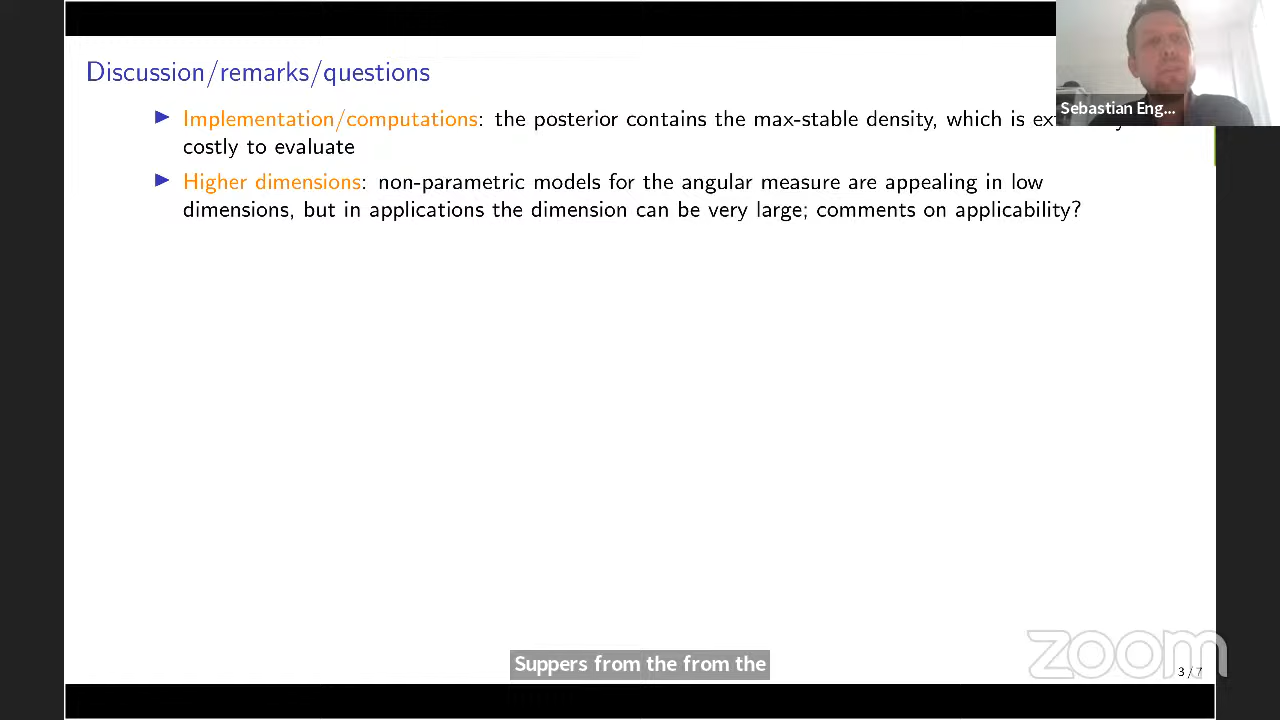 Discussion/remarks/questions
Sebastian Eng...
Implementation/computations: the posterior contains the max-stable density, which is
costly to evaluate
Higher dimensions: non-parametric models for the angular measure are appealing in low
dimensions, but in applications the dimension can be very large; comments on applicability?
Suppers from the from the
zoom
3 / 7